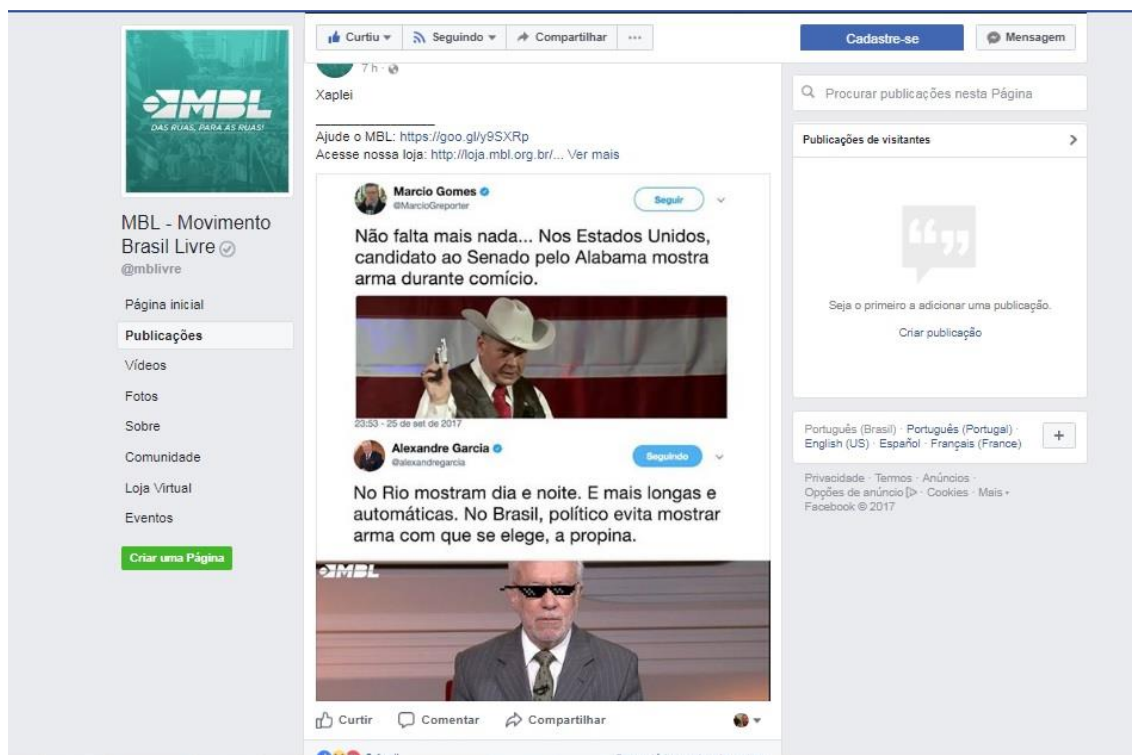 MBL
DAS RUAS, PARA AS RUAS!
MBL - Movimento
Brasil Livre
@mblivre
Página inicial
Publicações
Vídeos
Fotos
Sobre
Comunidade
Loja Virtual
Eventos
Criar uma Página
Curtiu
Seguindo
Compartilhar
7 h
Xaplei
Ajude o MBL: https://goo.gl/y9SXRp
Acesse nossa loja: http://loja.mbl.org.br/... Ver mais
Marcio Gomes
@MarcioGreporter
Seguir
Não falta mais nada... Nos Estados Unidos,
candidato ao Senado pelo Alabama mostra
arma durante comício.
23:53 - 25 de set de 2017
Alexandre Garcia
@alexandregarcia
Seguindo
No Rio mostram dia e noite. E mais longas e
automáticas. No Brasil, político evita mostrar
arma com que se elege, a propina.
MBL
Curtir Comentar Compartilhar
Cadastre-se
Mensagem
Procurar publicações nesta Página
Publicações de visitantes
Seja o primeiro a adicionar uma publicação.
Criar publicação
Português (Brasil) · Português (Portugal) ·
English (US) · Español · Français (France)
Privacidade · Termos · Anúncios ·
Opções de anúncio · Cookies · Mais
Facebook © 2017